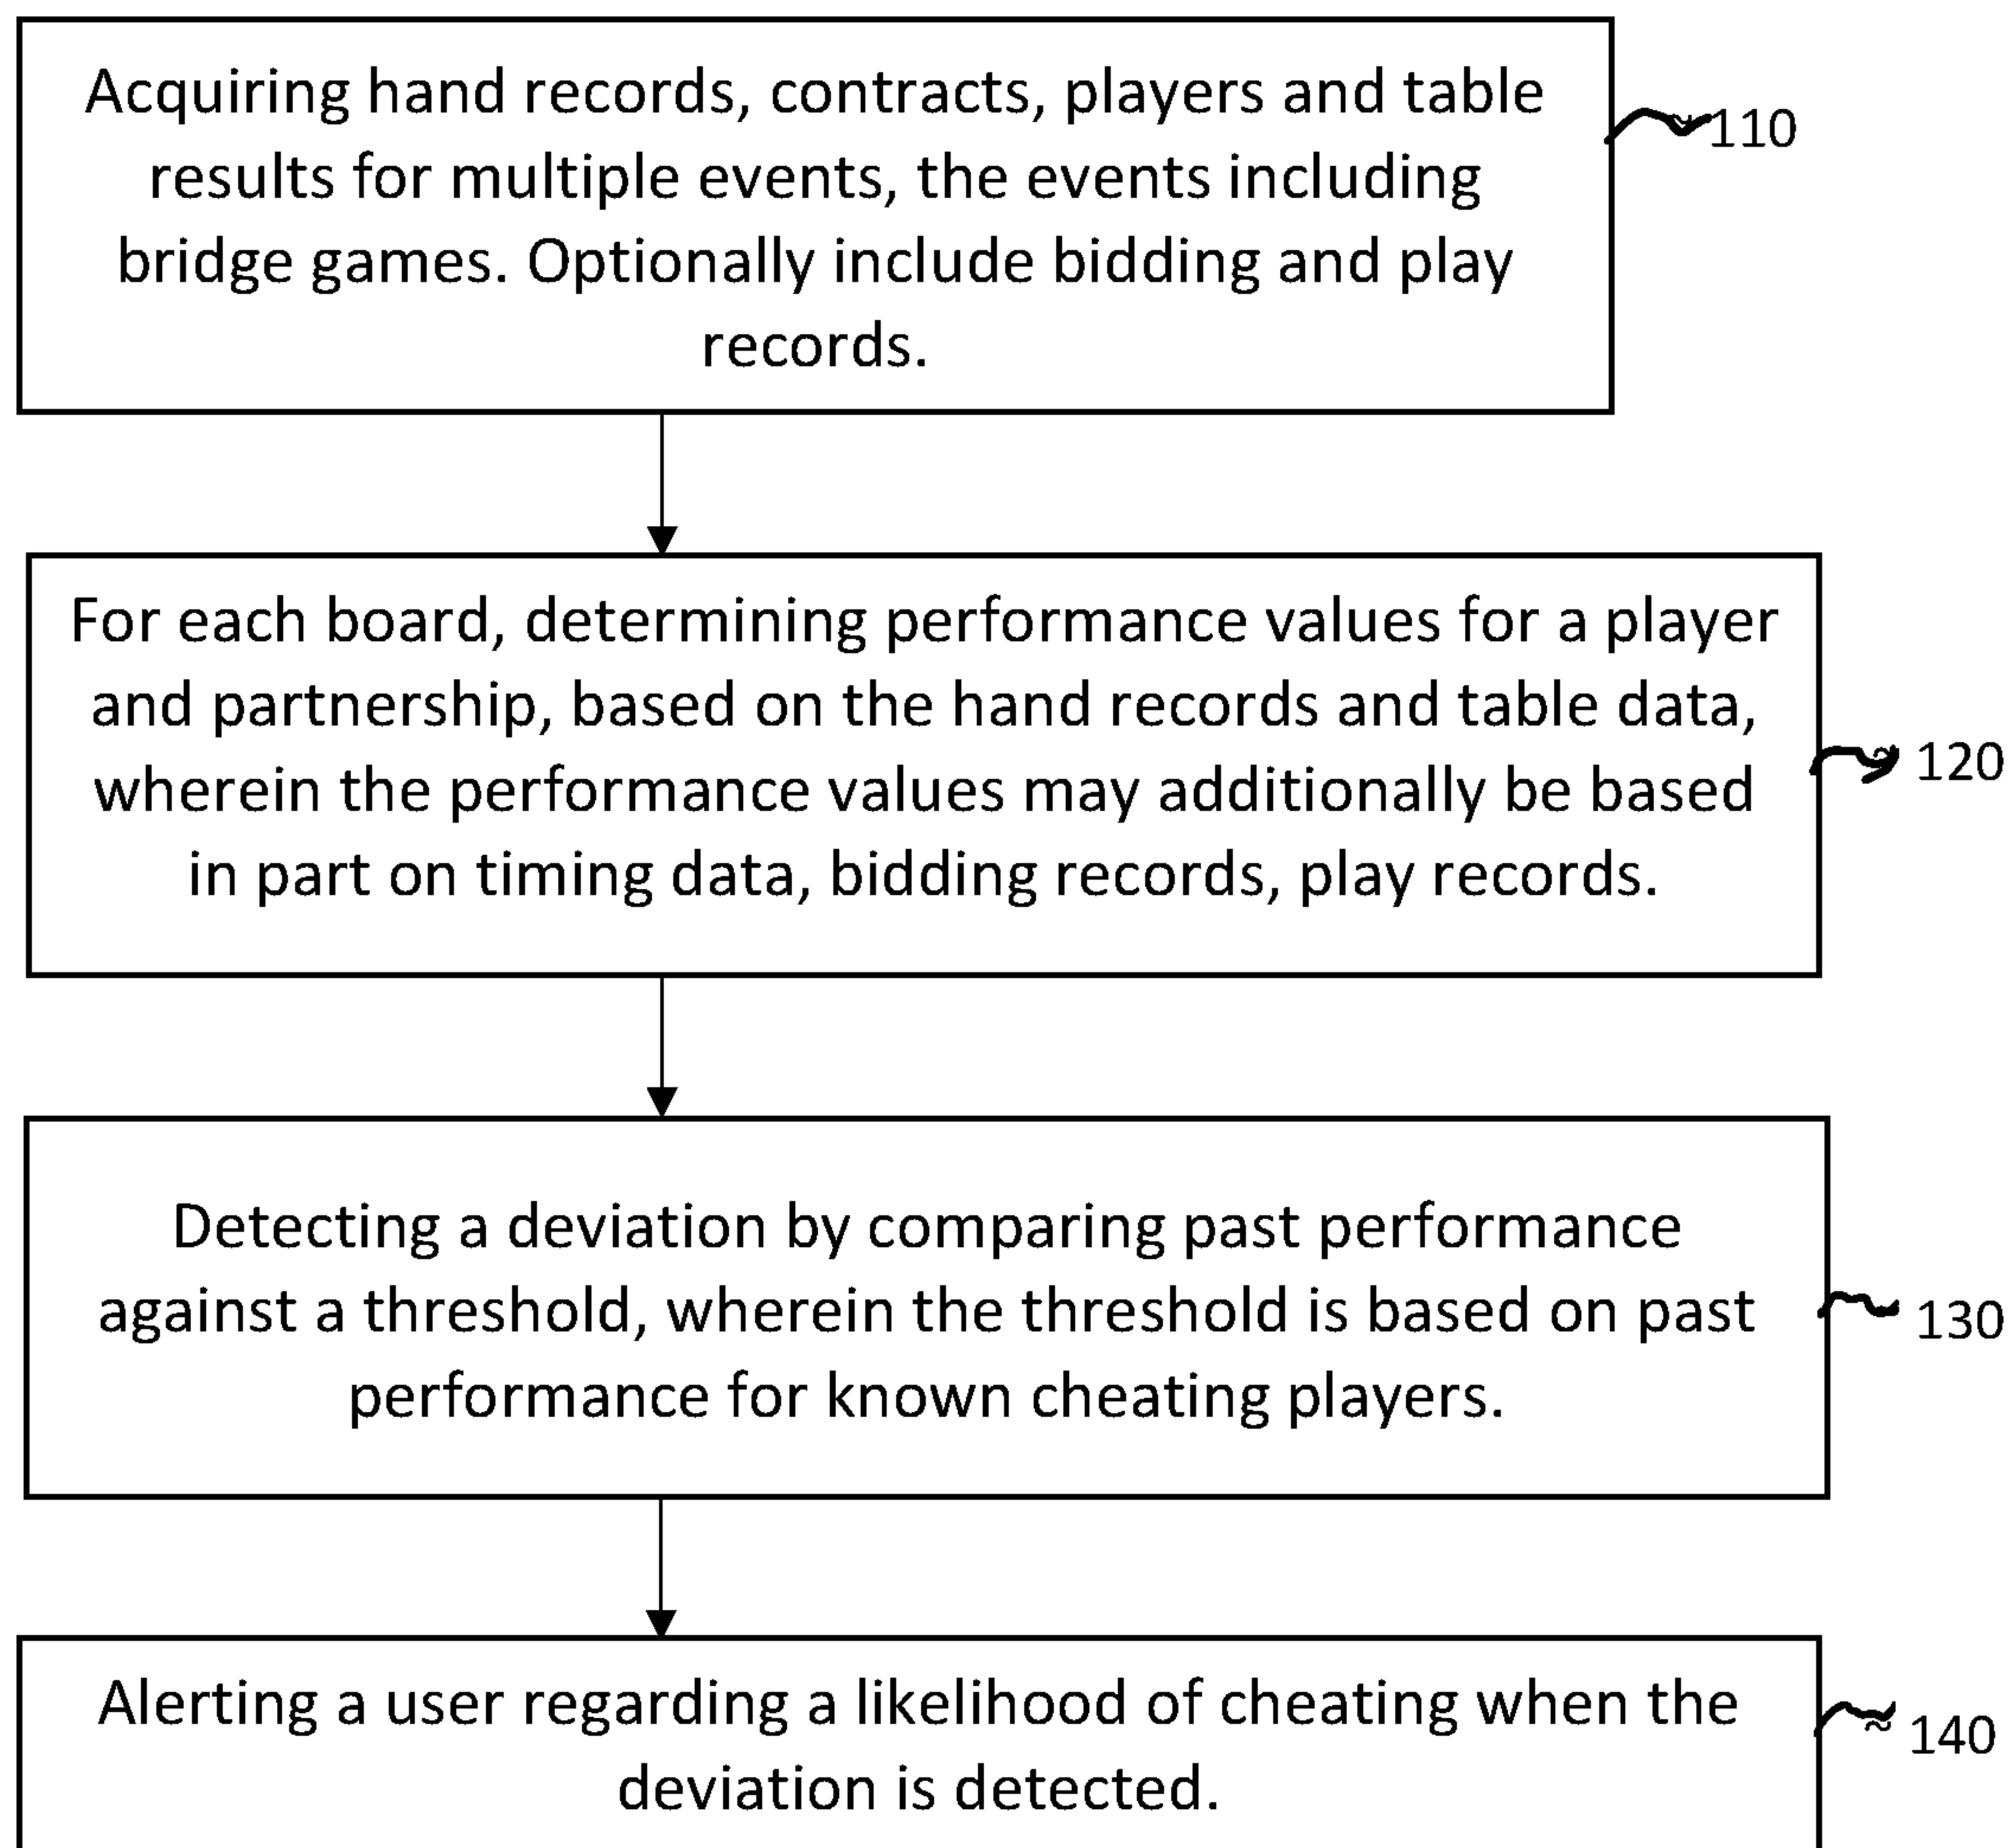 Acquiring hand records, contracts, players and table
results for multiple events, the events including
bridge games. Optionally include bidding and play
records.
110
For each board, determining performance values for a player
and partnership, based on the hand records and table data,
wherein the performance values may additionally be based
in part on timing data, bidding records, play records.
120
Detecting a deviation by comparing past performance
against a threshold, wherein the threshold is based on past
performance for known cheating players.
130
Alerting a user regarding a likelihood of cheating when the
deviation is detected.
140